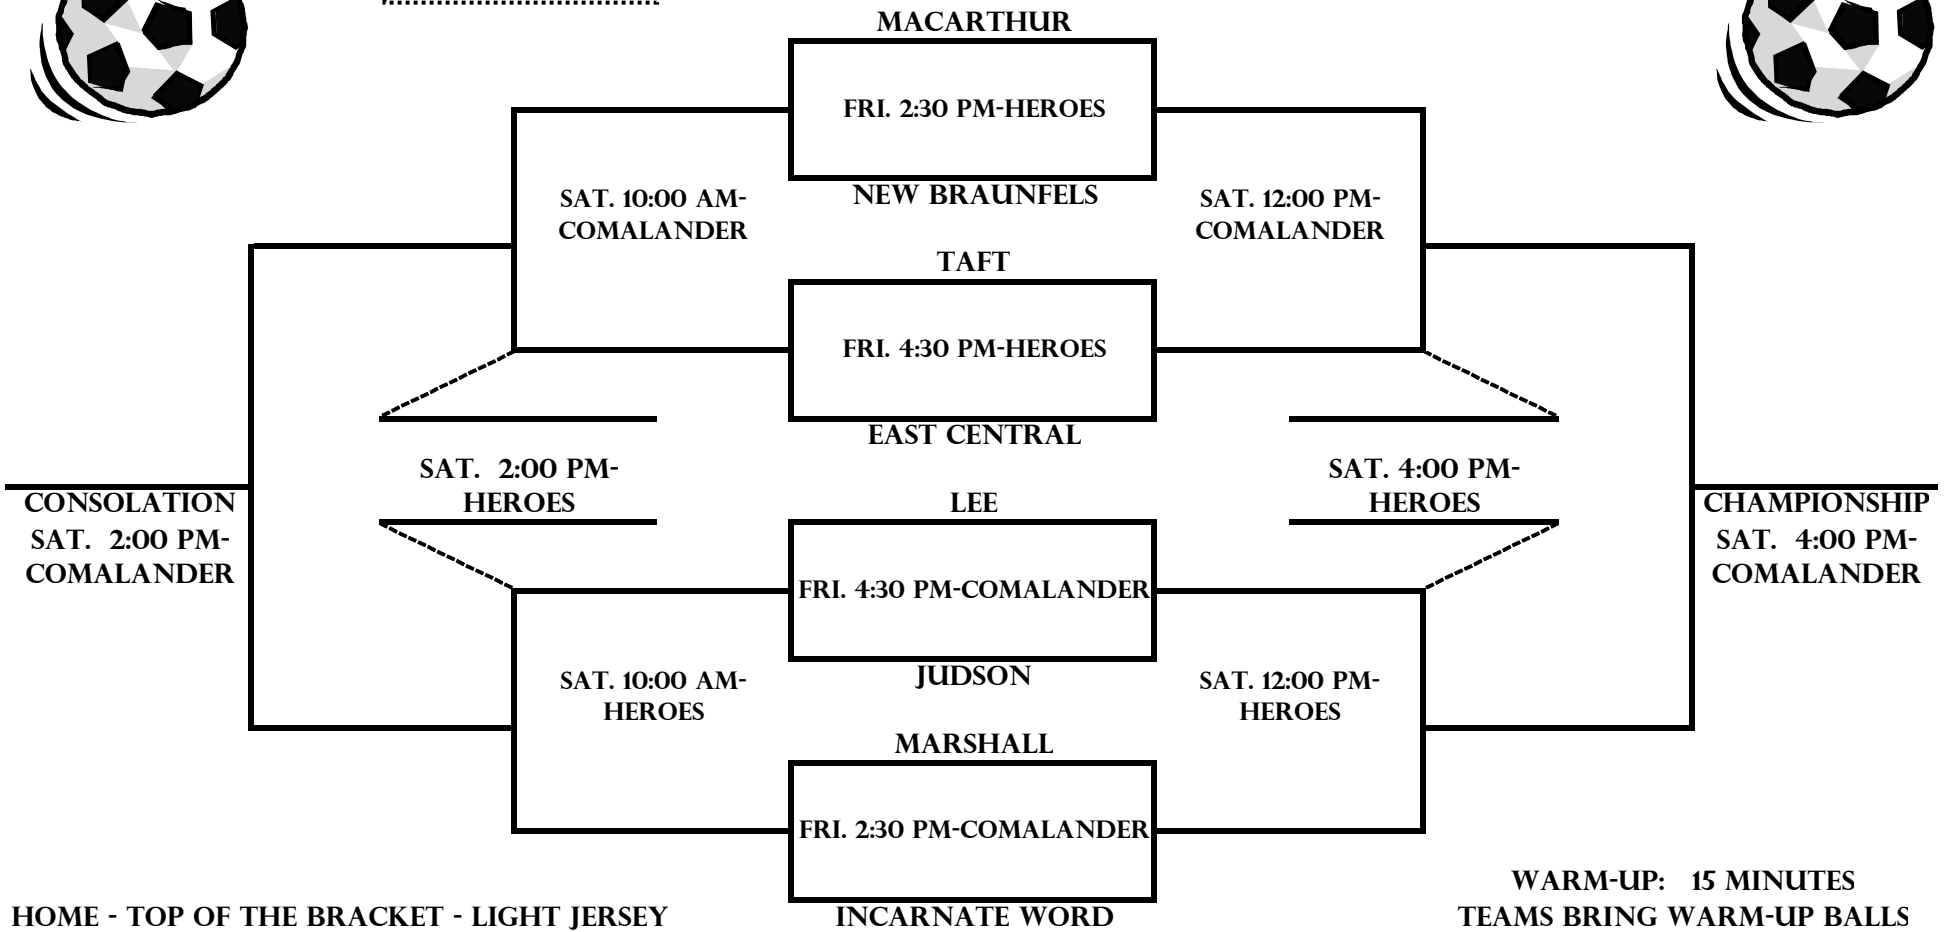 MACARTHUR
FRI. 2:30 PM-HEROES
SAT. 10:00 AM-
COMALANDER
NEW BRAUNFELS
SAT. 12:00 PM-
COMALANDER
TAFT
FRI. 4:30 PM-HEROES
EAST CENTRAL
SAT.  2:00 PM-
HEROES
SAT. 4:00 PM-
HEROES
CONSOLATION
SAT.  2:00 PM-
COMALANDER
LEE
CHAMPIONSHIP
SAT.  4:00 PM-
COMALANDER
FRI. 4:30 PM-COMALANDER
JUDSON
SAT. 10:00 AM-
HEROES
SAT. 12:00 PM-
HEROES
MARSHALL
FRI. 2:30 PM-COMALANDER
INCARNATE WORD
HOME - TOP OF THE BRACKET - LIGHT JERSEY
WARM-UP:   15 MINUTES
TEAMS BRING WARM-UP BALLS